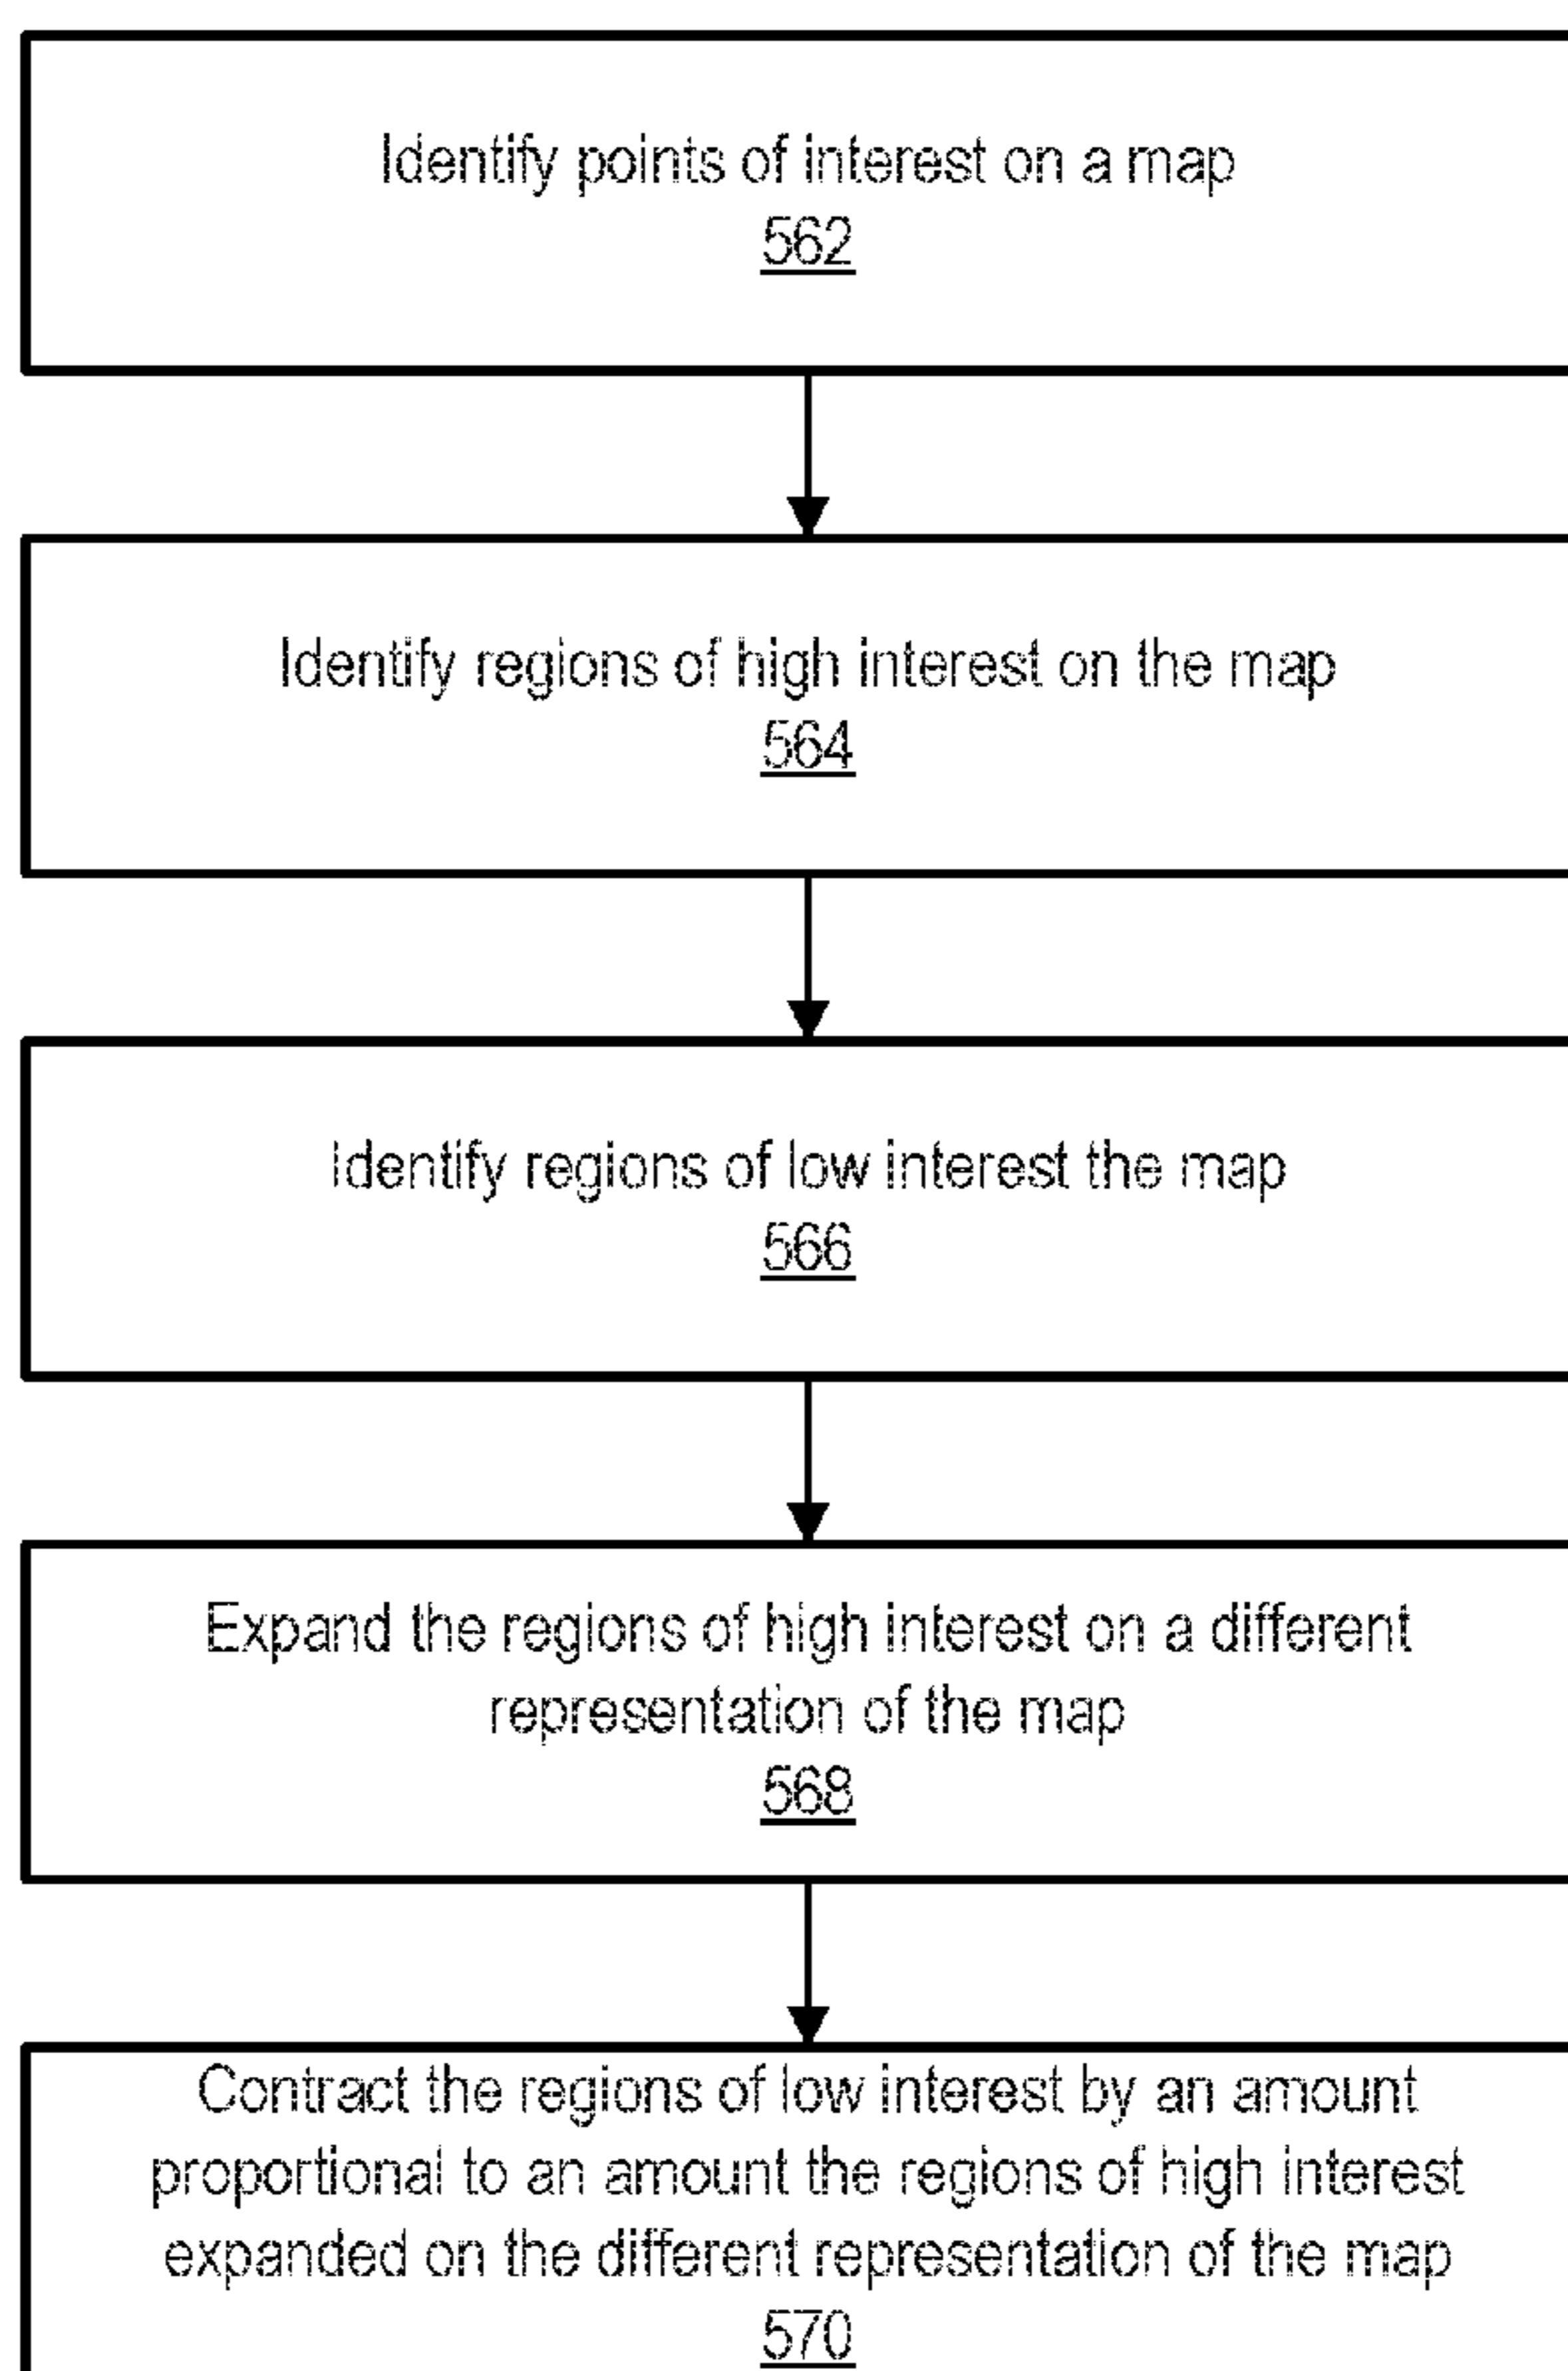 Identify points of interest on a map
562
Identify regions of high interest on the map
564
Identify regions of low interest the map
566
Expand the regions of high interest on a different
representation of the map
568
Contract the regions of low interest by an amount
proportional to an amount the regions of high interest
expanded on the different representation of the map
570